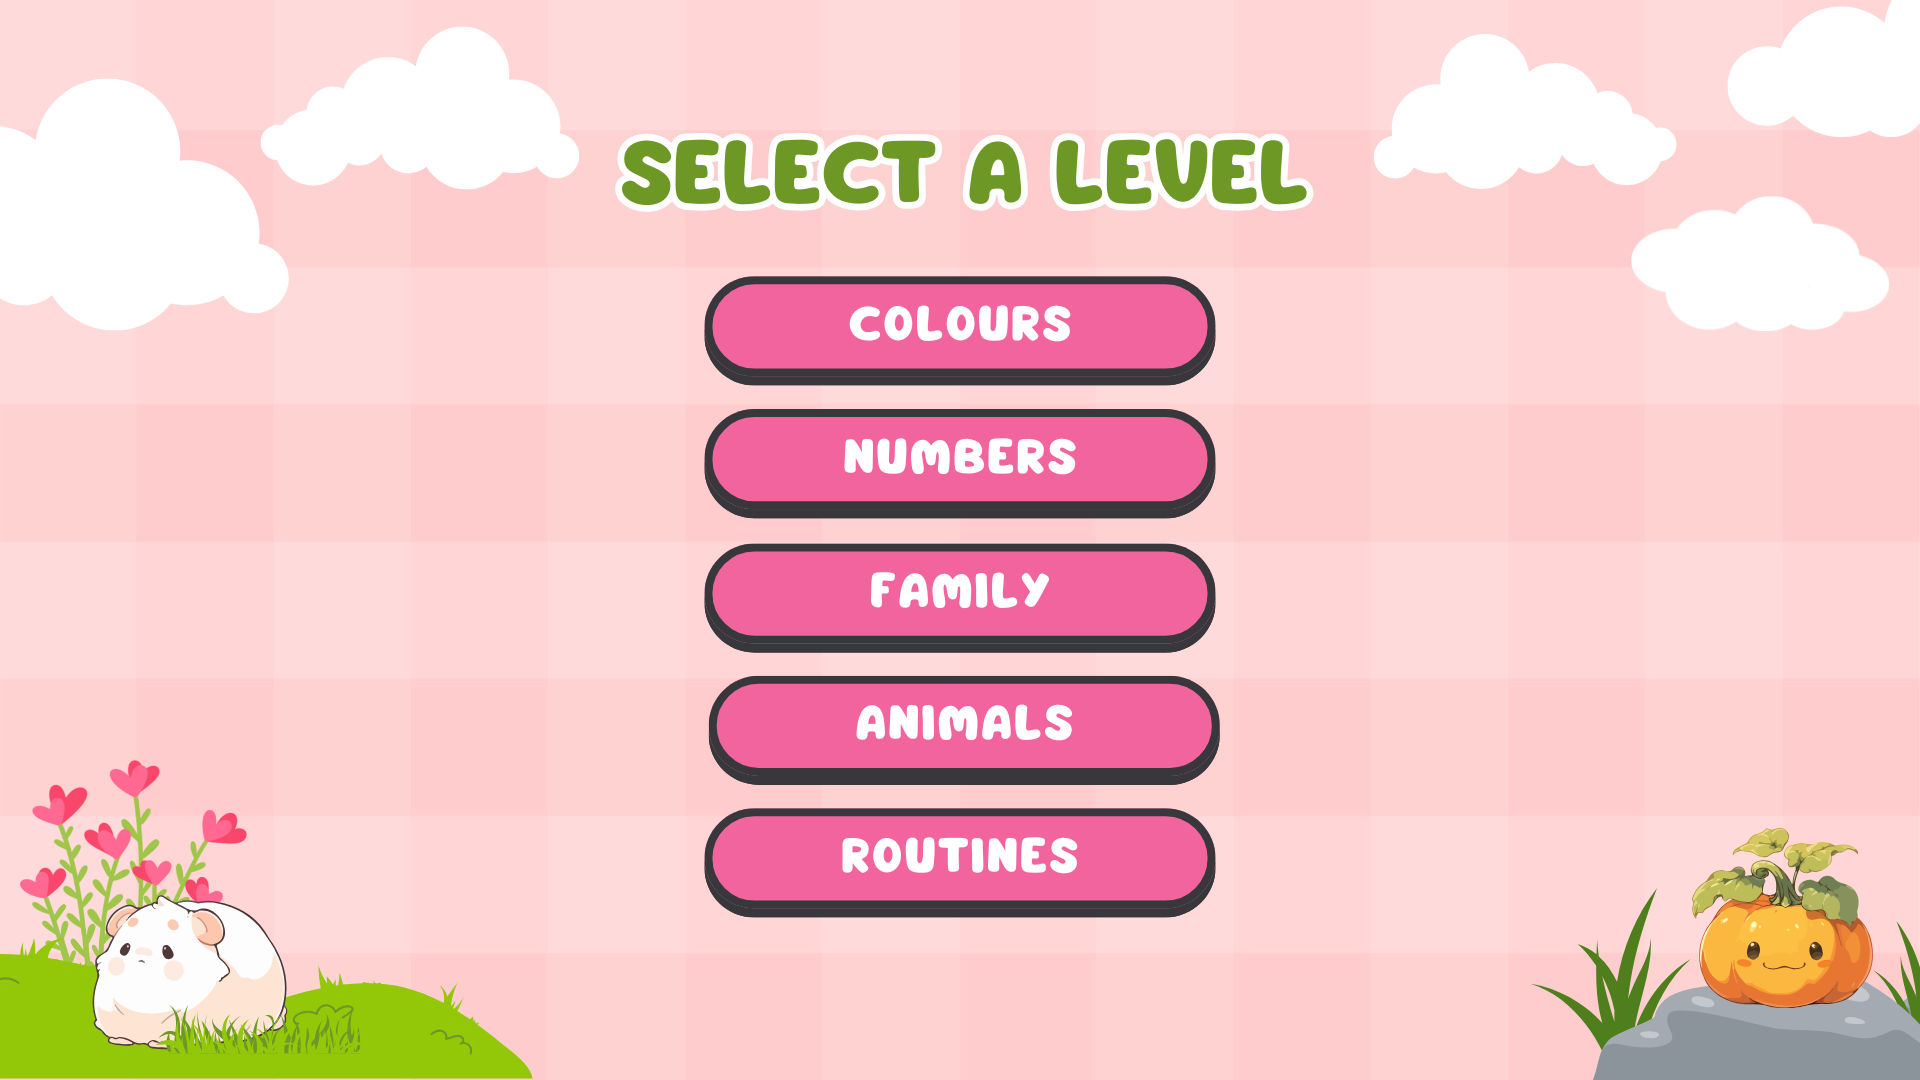 SELECT A LEVEL
COLOURS
NUMBERS
FAMILY
ANIMALS
ROUTINES